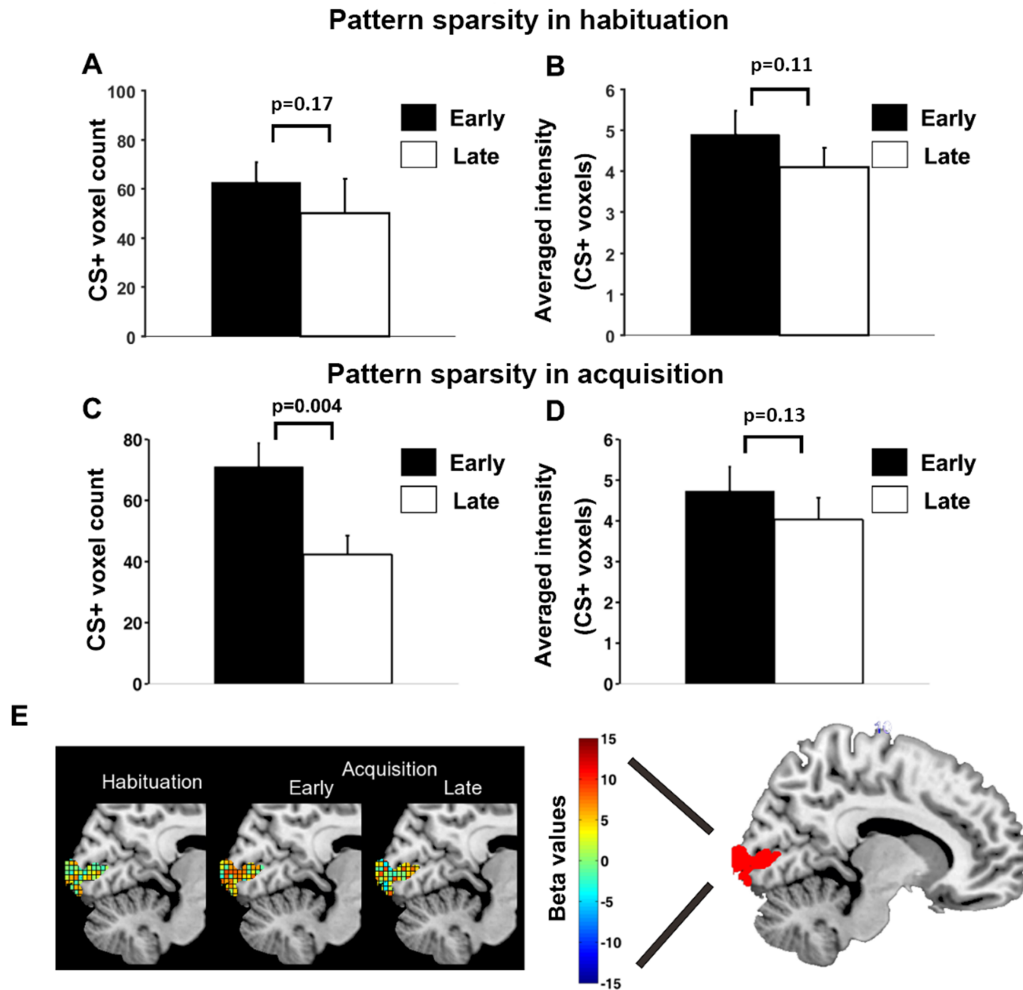 Pattern sparsity in habituation
A
CS+ voxel count
100
80
60
40
20
0
p=0.17
Early
Late
B
Averaged intensity
(CS+ voxels)
6
5
4
3
2
1
0
p=0.11
Early
Late
Pattern sparsity in acquisition
C
CS+ voxel count
80
60
40
20
0
p=0.004
Early
Late
D
Averaged intensity
(CS+ voxels)
6
5
4
3
2
1
0
p=0.13
Early
Late
E
Habituation
Acquisition
Early
Late
Beta values
15
10
5
0
-5
-10
-15